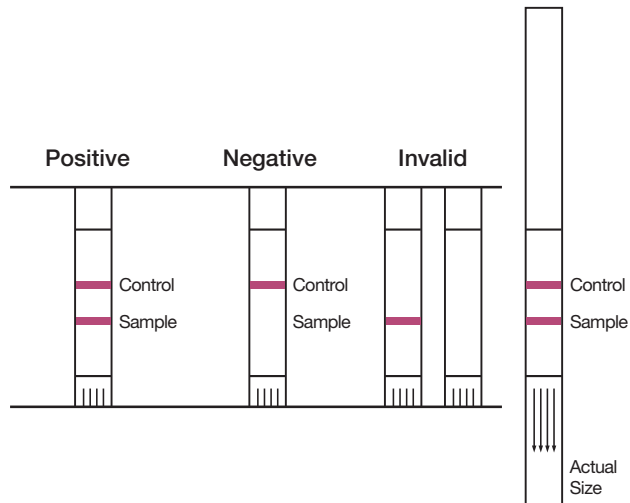 Positive
Negative
Invalid
Control
Sample
Control
Sample
Control
Sample
Actual
Size